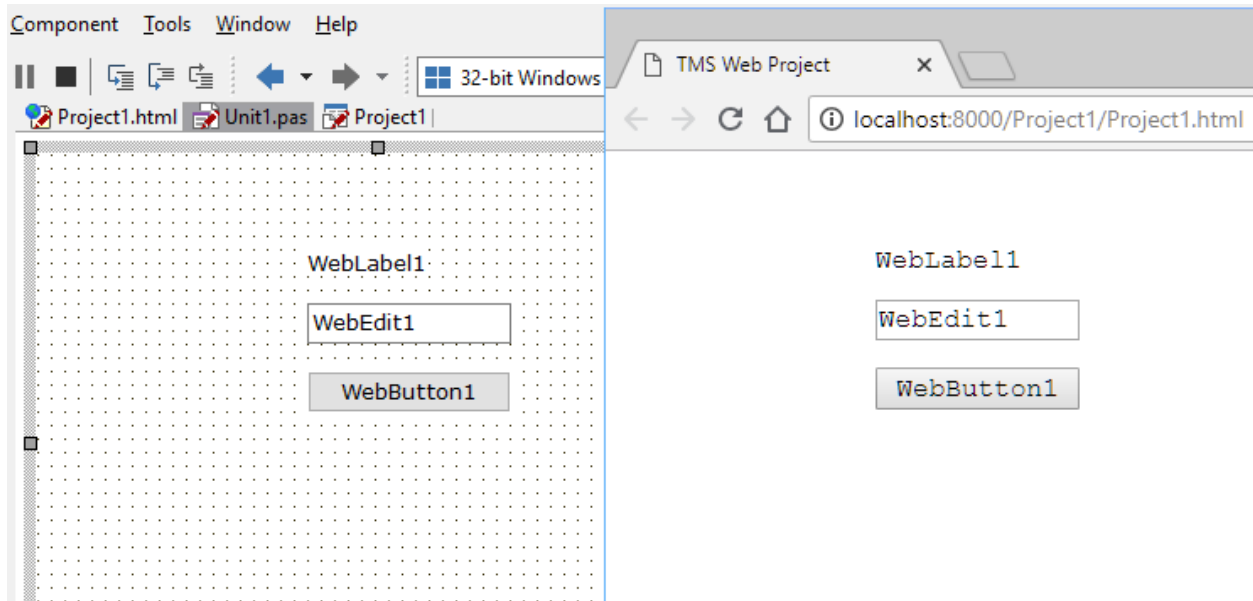 Component Tools Window Help
32-bit Windows
Project1.html Unit1.pas Project1
WebLabel1
WebEdit1
WebButton1
TMS Web Project
localhost:8000/Project1/Project1.html
WebLabel1
WebEdit1
WebButton1